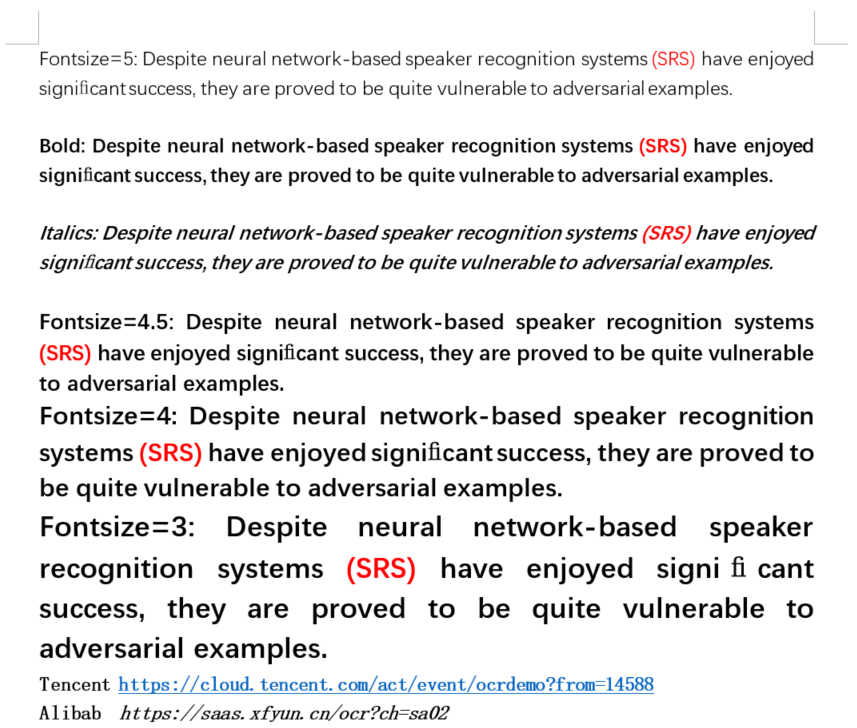 Fontsize=5: Despite neural network-based speaker recognition systems (SRS) have enjoyed
significant success, they are proved to be quite vulnerable to adversarial examples.
Bold: Despite neural network-based speaker recognition systems (SRS) have enjoyed
significant success, they are proved to be quite vulnerable to adversarial examples.
Italics: Despite neural network-based speaker recognition systems (SRS) have enjoyed
significant success, they are proved to be quite vulnerable to adversarial examples.
Fontsize=4.5: Despite neural network-based speaker recognition systems
(SRS) have enjoyed significant success, they are proved to be quite vulnerable
to adversarial examples.
Fontsize=4: Despite neural network-based speaker recognition
systems (SRS) have enjoyed significant success, they are proved to
be quite vulnerable to adversarial examples.
Fontsize=3: Despite neural network-based speaker
recognition systems (SRS) have enjoyed signi fi cant
success, they are proved to be quite vulnerable to
adversarial examples.
Tencent https://cloud.tencent.com/act/event/ocrdemo?from=14588
Alibab https://saas.xfyun.cn/ocr?ch=sa02